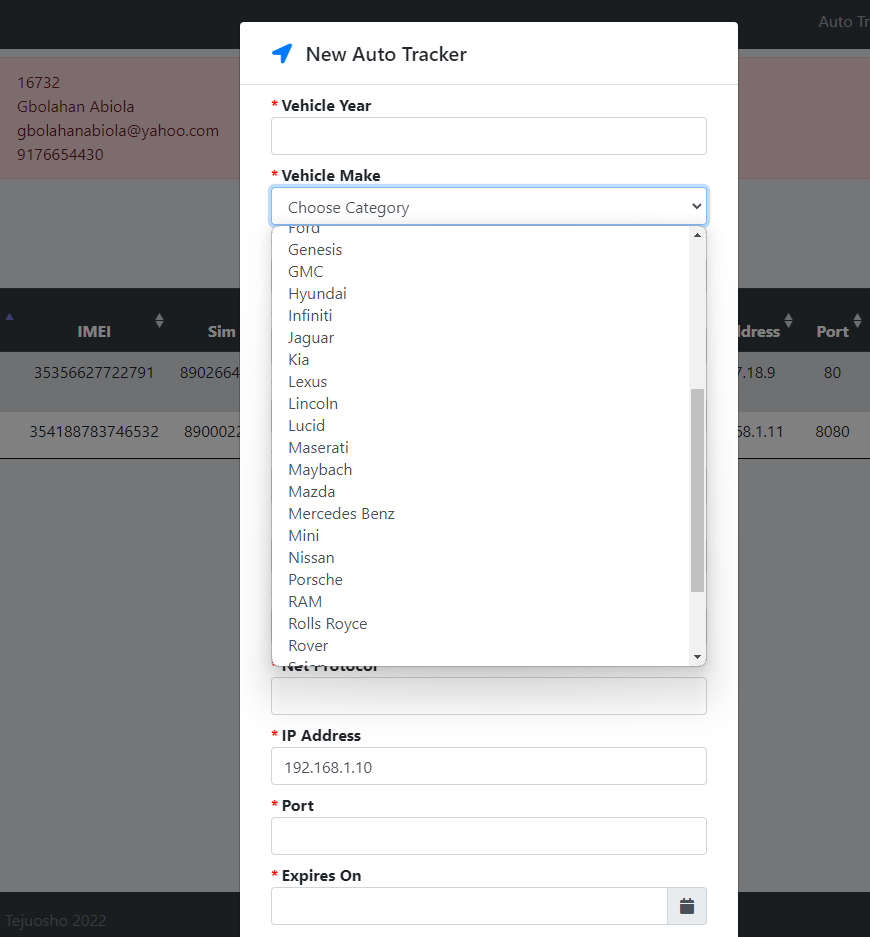 Auto Tr
New Auto Tracker
16732
Gbolahan Abiola
gbolahanabiola@yahoo.com
9176654430
* Vehicle Year
* Vehicle Make
Choose Category
Ford
Genesis
GMC
Hyundai
Infiniti
Jaguar
Kia
Lexus
Lincoln
Lucid
Maserati
Maybach
Mazda
Mercedes Benz
Mini
Nissan
Porsche
RAM
Rolls Royce
Rover
IMEI Sim dress Port
35356627722791 8902664 7.18.9 80
354188783746532 8900022 68.1.11 8080
* Net Protocol
* IP Address
192.168.1.10
* Port
* Expires On
Tejuosho 2022